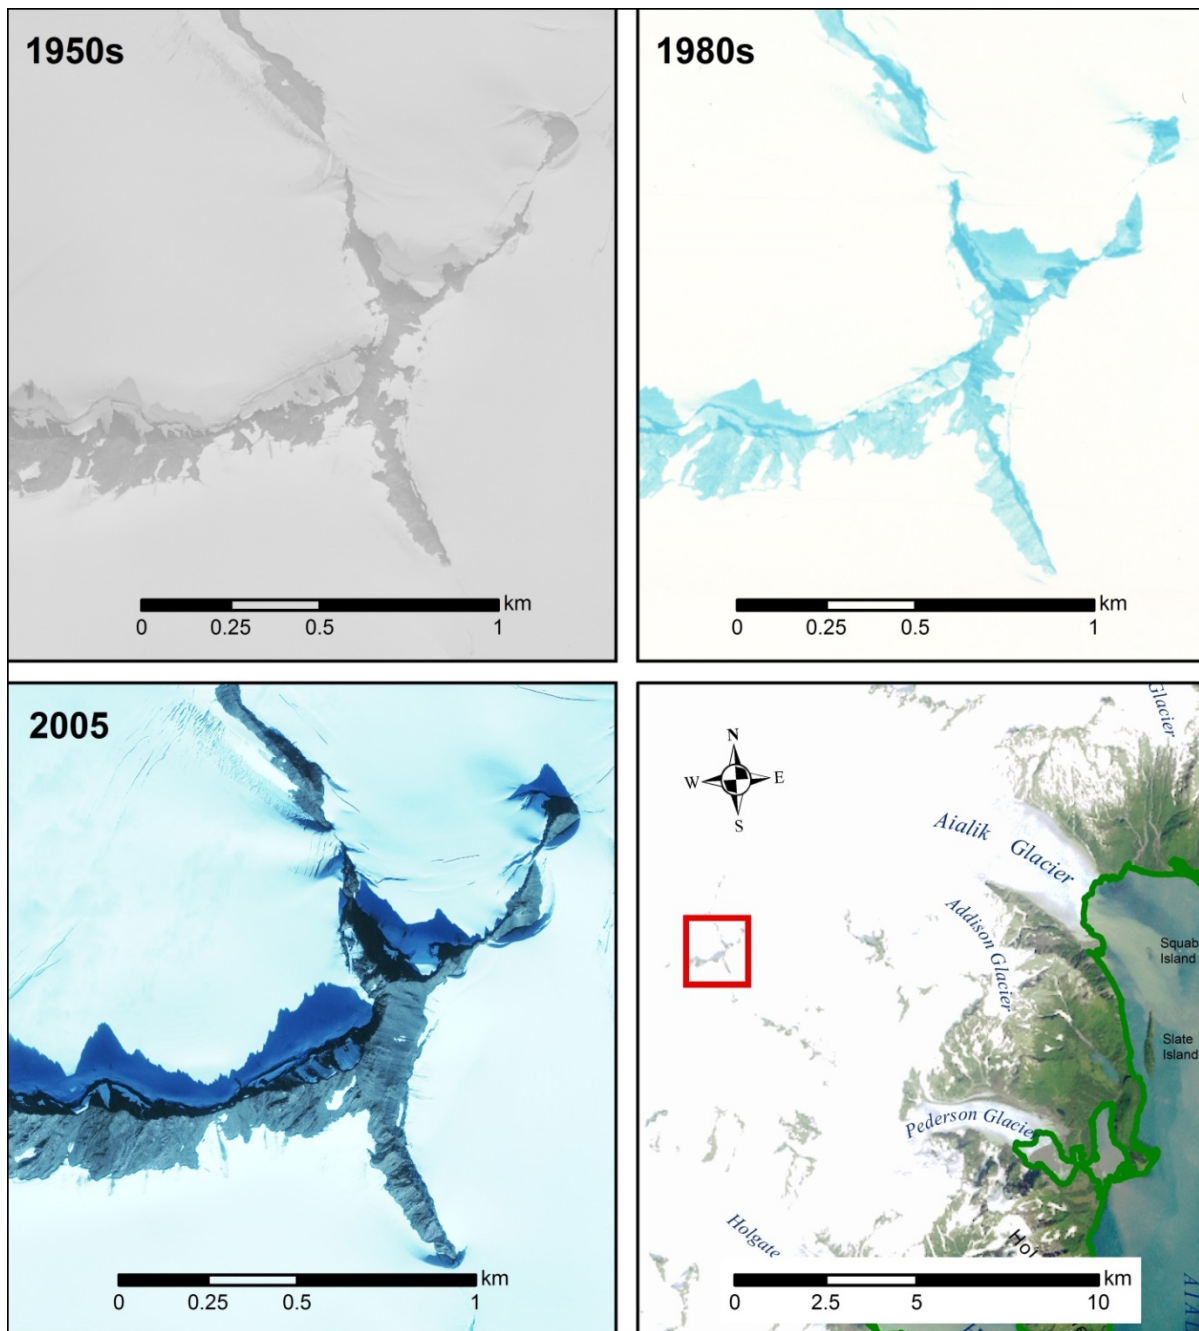 1950s
km
0 0.25 0.5 1
1980s
km
0 0.25 0.5 1
2005
km
0 0.25 0.5 1
Glacier
N
W E
S
Aialik Glacier
Addison Glacier
Squab
Island
Slate
Island
Pederson Glacier
Holgate
Hol
km
0 2.5 5 10